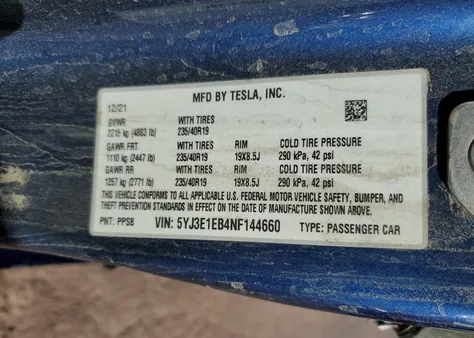 MFD BY TESLA, INC.
12/21
GVWR WITH TIRES
2215 kg (4883 lb) 235/40R19
GAWR FRT WITH TIRES RIM COLD TIRE PRESSURE
1110 kg (2447 lb) 235/40R19 19X8.5J 290 kPa, 42 psi
GAWR RR WITH TIRES RIM COLD TIRE PRESSURE
1257 kg (2771 lb) 235/40R19 19X8.5J 290 kPa, 42 psi
THIS VEHICLE CONFORMS TO ALL APPLICABLE U.S. FEDERAL MOTOR VEHICLE SAFETY, BUMPER, AND
THEFT PREVENTION STANDARDS IN EFFECT ON THE DATE OF MANUFACTURE SHOWN ABOVE.
PNT: PPSB VIN: 5YJ3E1EB4NF144660 TYPE: PASSENGER CAR